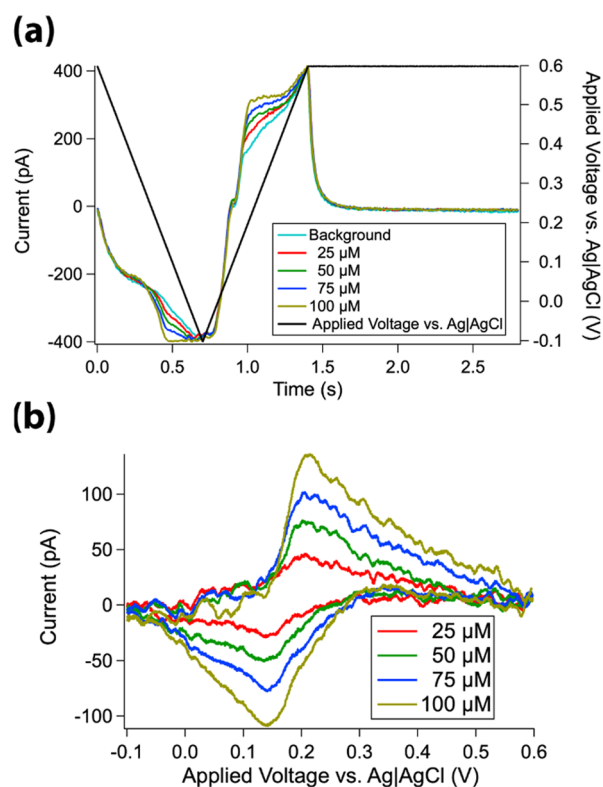 (a)
400
200
0
-200
-400
Current (pA)
0.6
0.5
0.4
0.3
0.2
0.1
0.0
-0.1
Applied Voltage vs. Ag|AgCl (V)
Background
25 µM
50 µM
75 µM
100 µM
Applied Voltage vs. Ag|AgCl
0.0 0.5 1.0 1.5 2.0 2.5
Time (s)
(b)
100
50
0
-50
-100
Current (pA)
25 µM
50 µM
75 µM
100 µM
-0.1 0.0 0.1 0.2 0.3 0.4 0.5 0.6
Applied Voltage vs. Ag|AgCl (V)